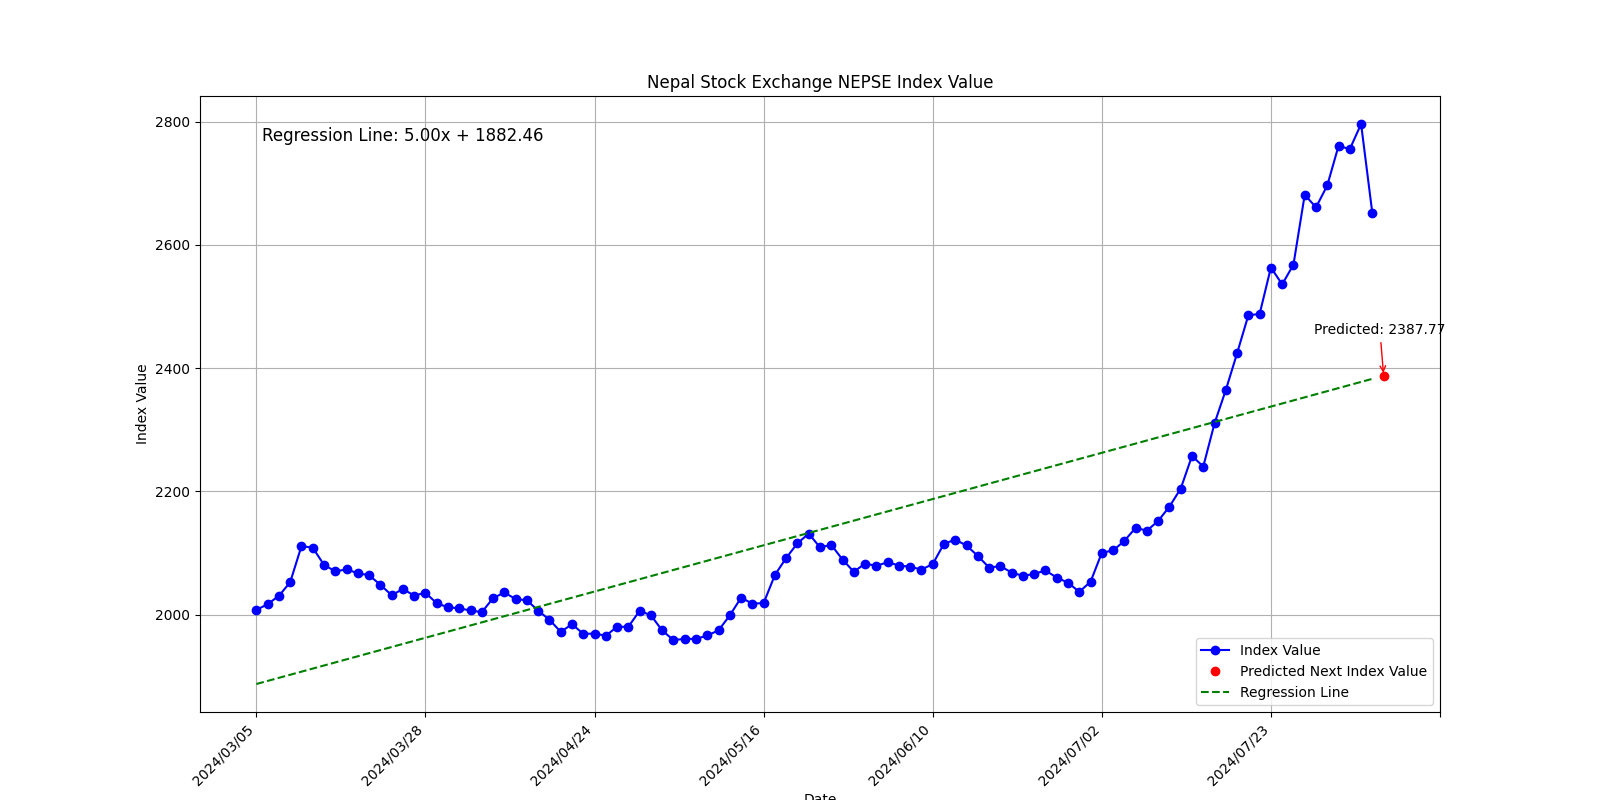 Nepal Stock Exchange NEPSE Index Value
Regression Line: 5.00x + 1882.46
2800
2600
2400
2200
2000
Index Value
Predicted: 2387.77
Index Value
Predicted Next Index Value
Regression Line
2024/03/05
2024/03/28
2024/04/24
2024/05/16
2024/06/10
2024/07/02
2024/07/23
Date